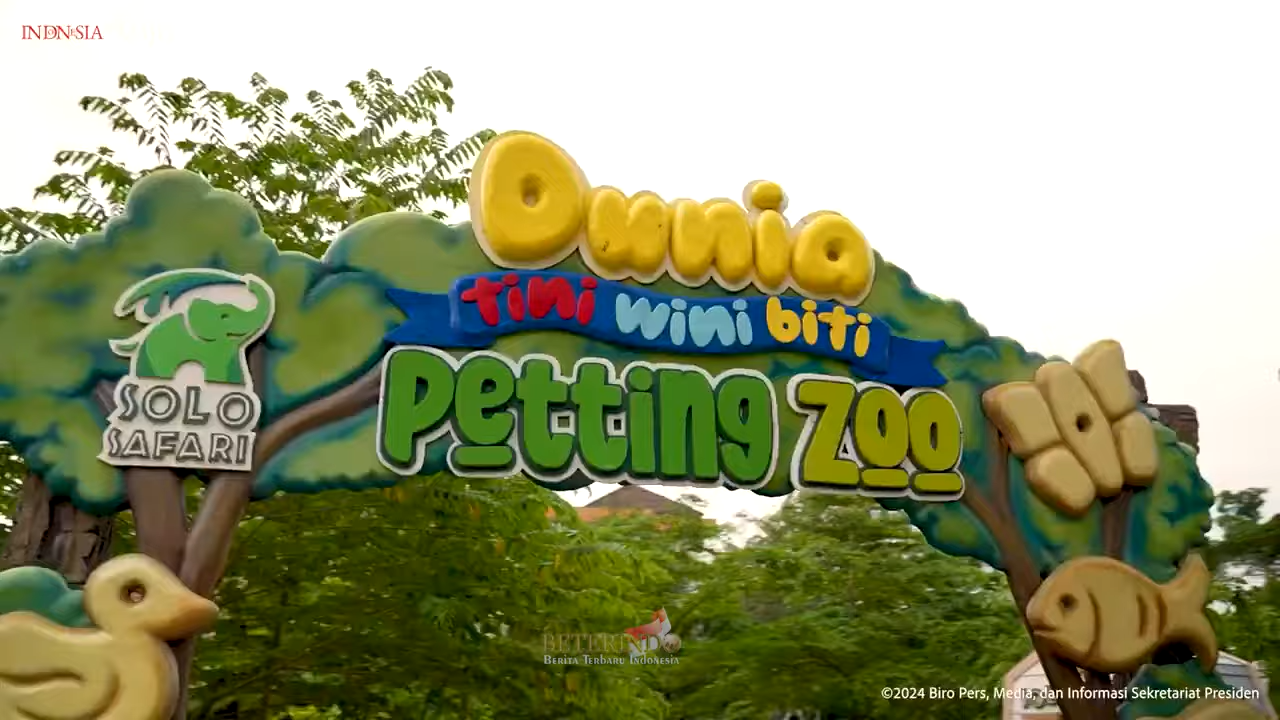 INDONESIA
Dunia
tini wini biti
Petting Zoo
SOLO
SAFARI
BETERINDO
BERITA TERBARU INDONESIA
©2024 Biro Pers, Media, dan Informasi Sekretariat Presiden